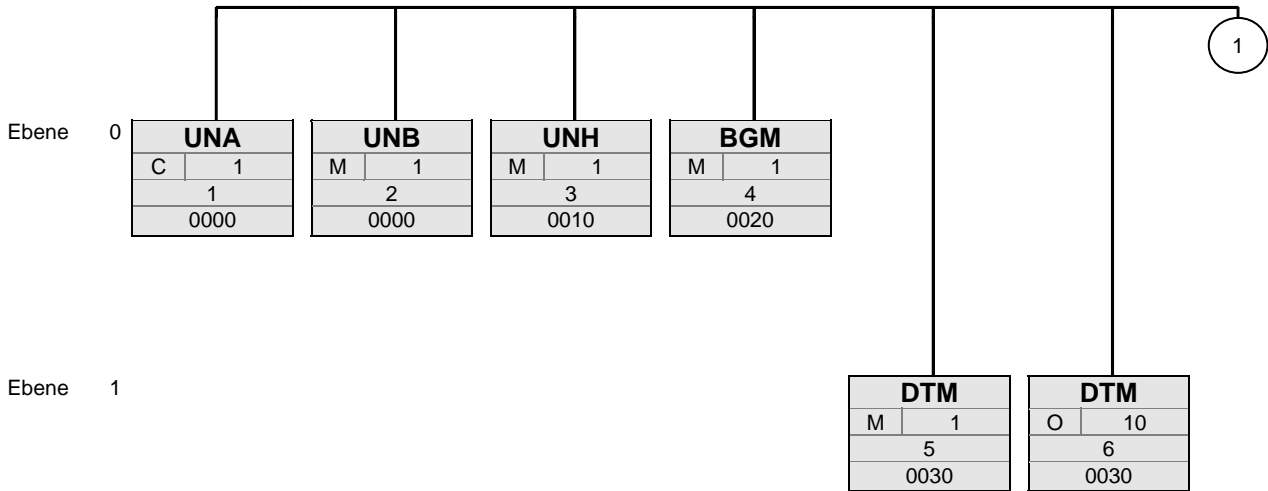 1
Ebene 0
UNA UNB UNH BGM
C 1 M 1 M 1 M 1
1 2 3 4
0000 0000 0010 0020
Ebene 1
DTM DTM
M 1 O 10
5 6
0030 0030